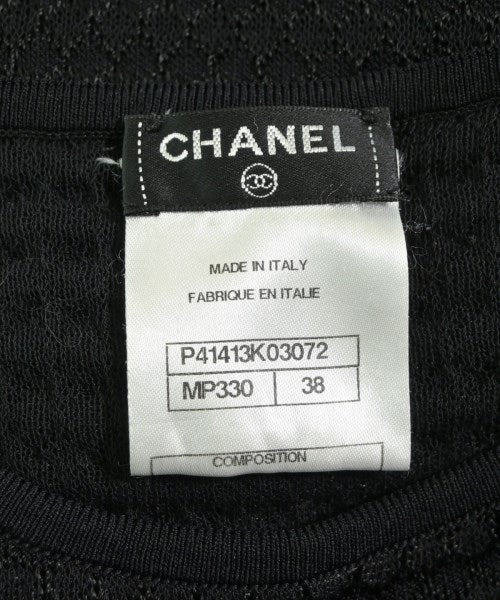 CHANEL
MADE IN ITALY
FABRIQUE EN ITALIE
P41413K03072
MP330 38
COMPOSITION